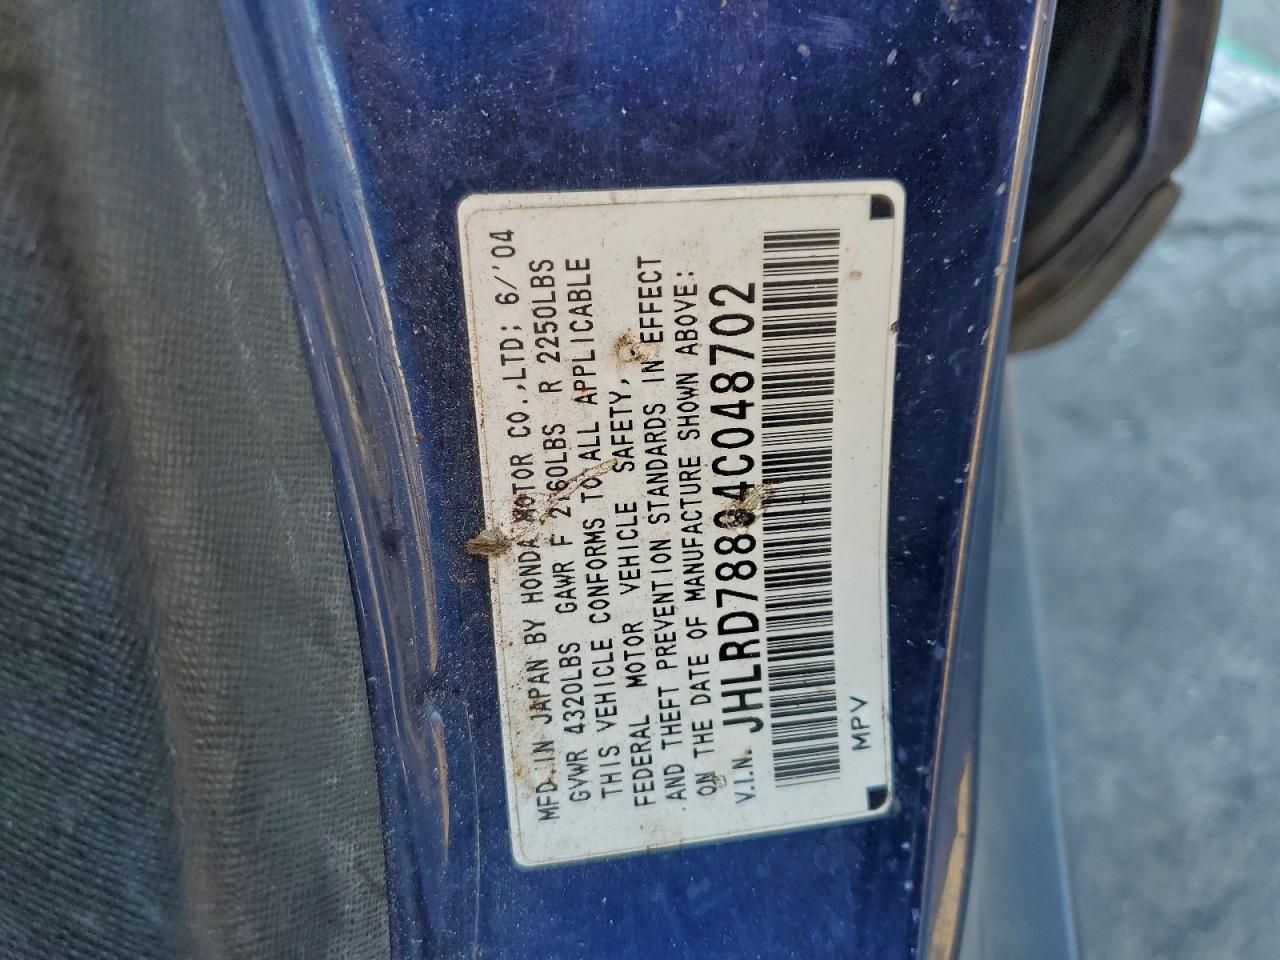 MFD. IN JAPAN BY HONDA MOTOR CO.,LTD; 6/'04
GVWR 4320LBS GAWR F 2160LBS R 2250LBS
THIS VEHICLE CONFORMS TO ALL APPLICABLE
FEDERAL MOTOR VEHICLE SAFETY,
AND THEFT PREVENTION STANDARDS IN EFFECT
ON THE DATE OF MANUFACTURE SHOWN ABOVE:
V.I.N. JHLRD78894C048702
MPV